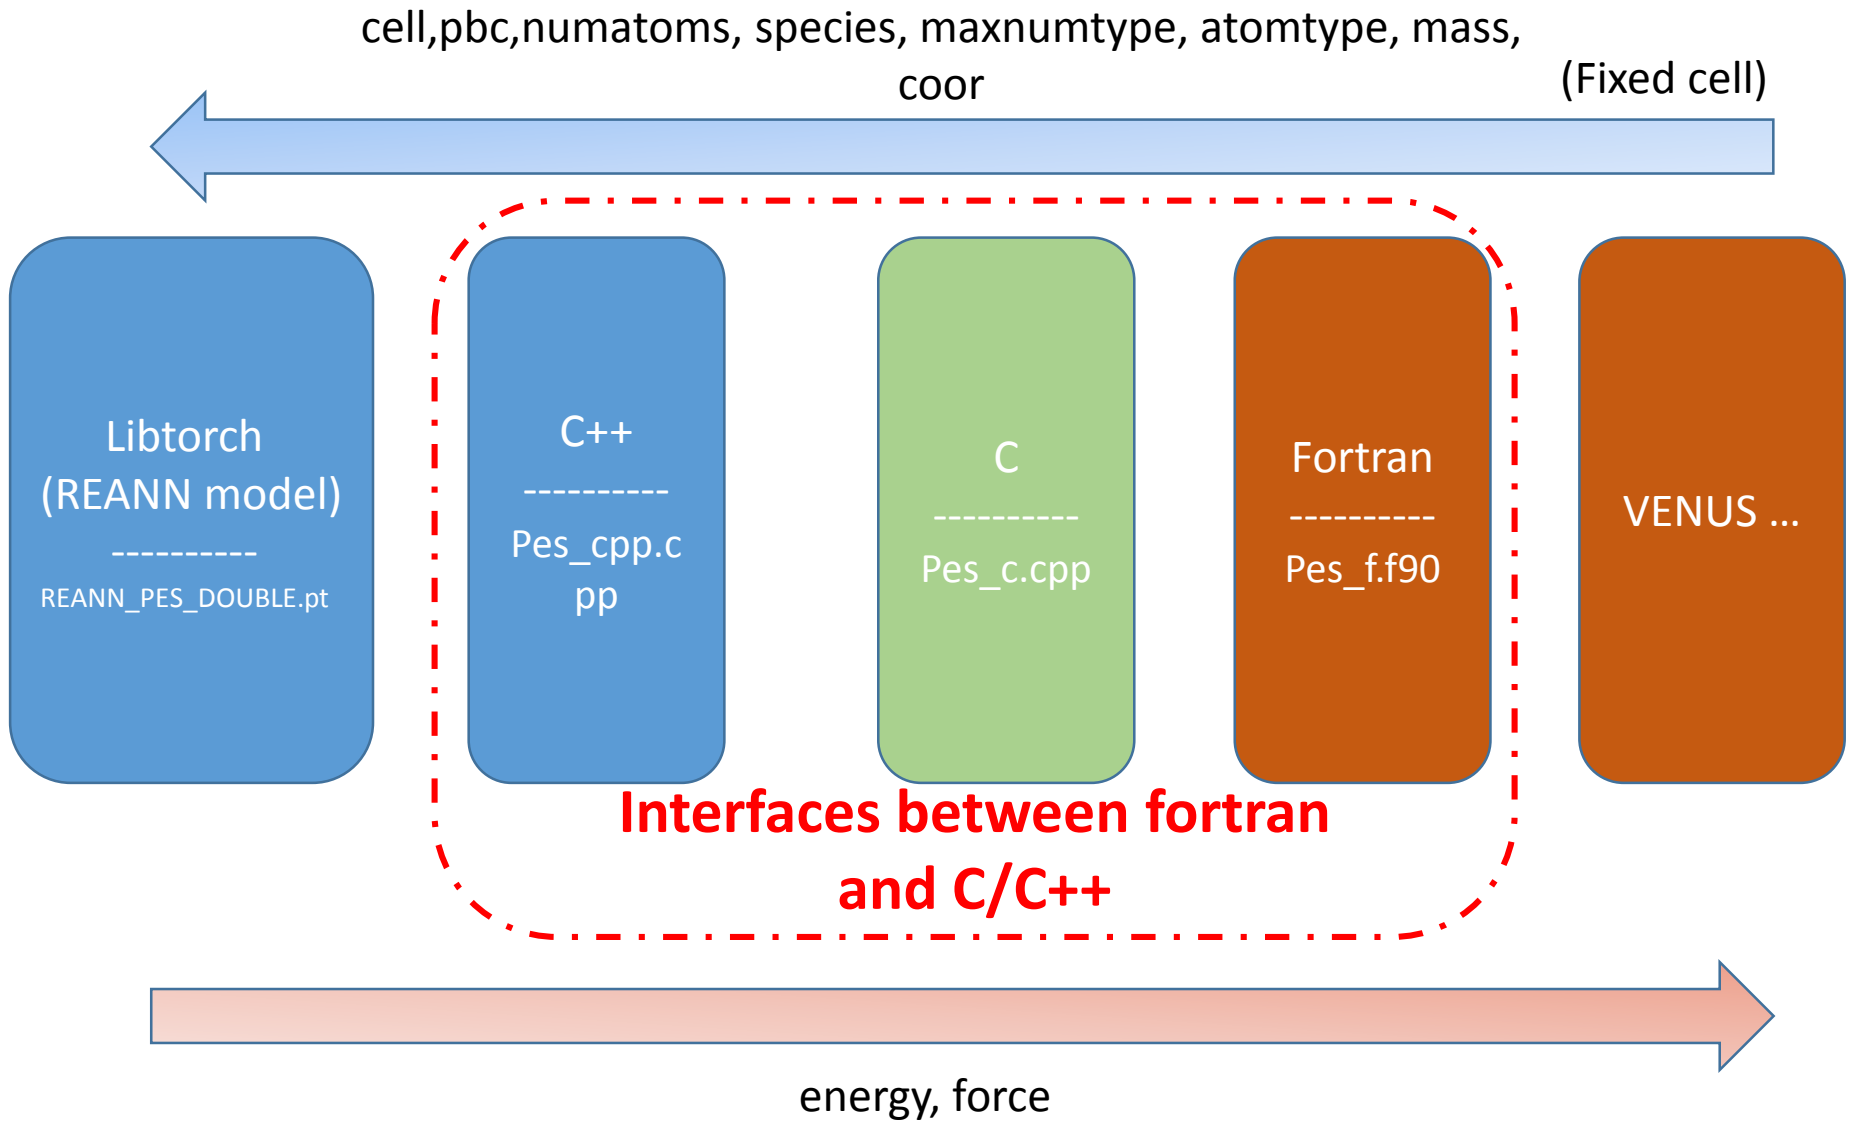 cell,pbc,numatoms, species, maxnumtype, atomtype, mass,
coor
(Fixed cell)
Libtorch
(REANN model)
----------
REANN_PES_DOUBLE.pt
C++
----------
Pes_cpp.c
pp
C
----------
Pes_c.cpp
Fortran
----------
Pes_f.f90
VENUS ...
Interfaces between fortran
and C/C++
energy, force